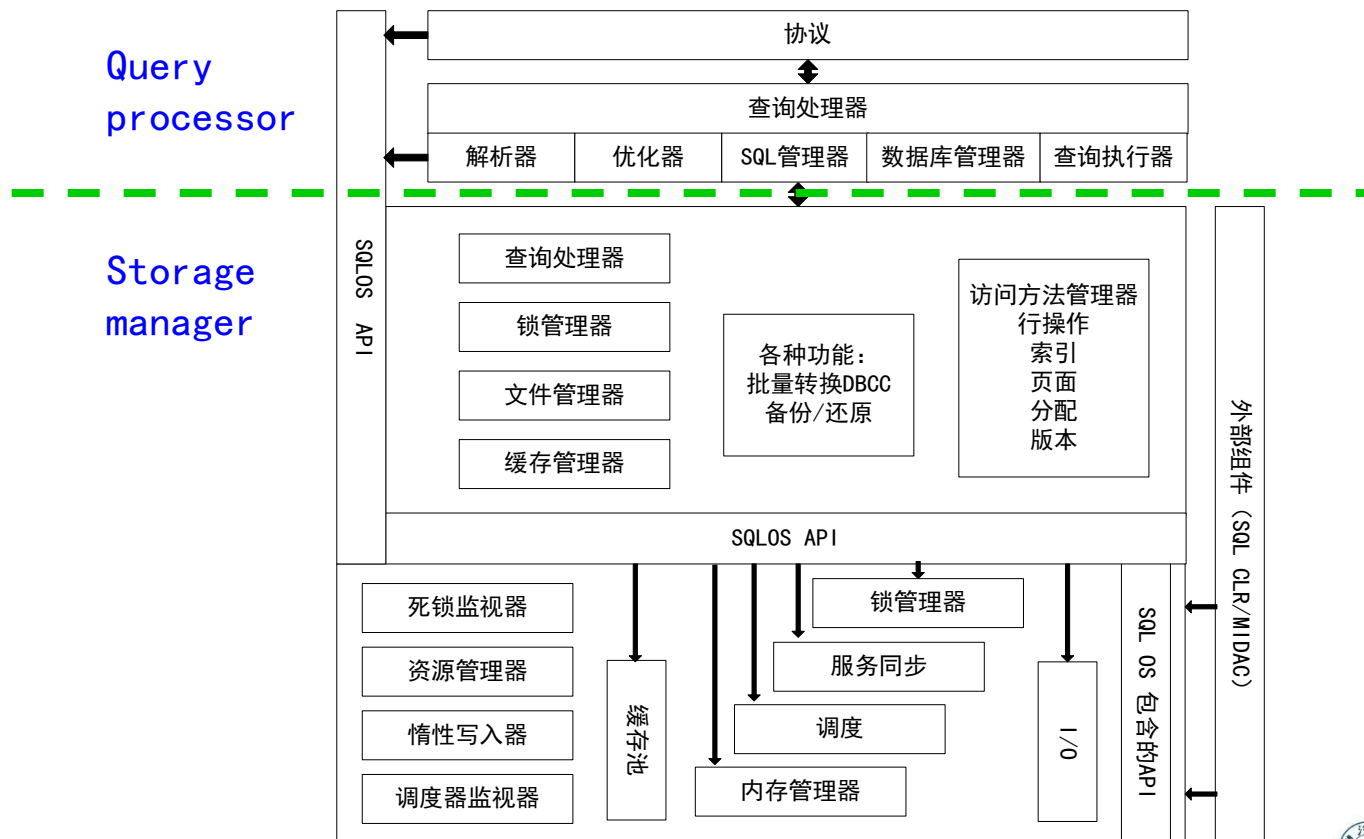 Query
processor
协议
查询处理器
解析器
优化器
SQL管理器
数据库管理器
查询执行器
Storage
manager
SQLOS API
查询处理器
锁管理器
文件管理器
缓存管理器
各种功能:
批量转换DBCC
备份/还原
访问方法管理器
行操作
索引
页面
分配
版本
外部组件(SQL CLR/MIDAC)
SQLOS API
死锁监视器
资源管理器
惰性写入器
调度器监视器
缓存池
锁管理器
服务同步
调度
内存管理器
I/O
SQL OS 包含的API